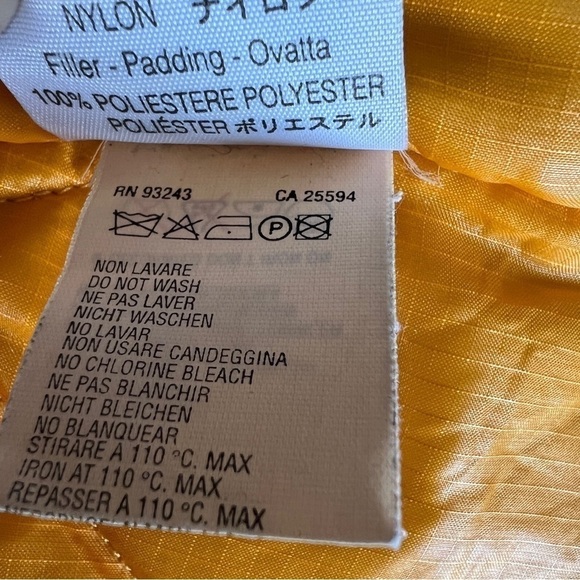 NYLON ナイロン
Filler - Padding - Ovatta
100% POLIESTERE POLYESTER
POLIÉSTER ポリエステル
RN 93243 CA 25594
P
NON LAVARE
DO NOT WASH
NE PAS LAVER
NICHT WASCHEN
NO LAVAR
NON USARE CANDEGGINA
NO CHLORINE BLEACH
NE PAS BLANCHIR
NICHT BLEICHEN
NO BLANQUEAR
STIRARE A 110 °C. MAX
IRON AT 110 °C. MAX
REPASSER A 110 °C. MAX